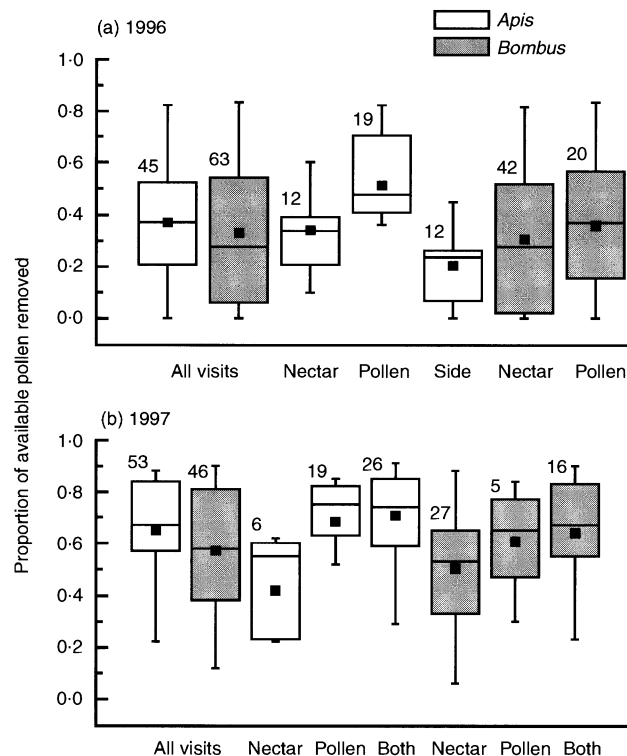 (a) 1996
Apis
Bombus
Proportion of available pollen removed
1·0
0·8
0·6
0·4
0·2
0·0
45 63 12 19 12 42 20
All visits Nectar Pollen Side Nectar Pollen
(b) 1997
1·0
0·8
0·6
0·4
0·2
0·0
53 46 6 19 26 27 5 16
All visits Nectar Pollen Both Nectar Pollen Both